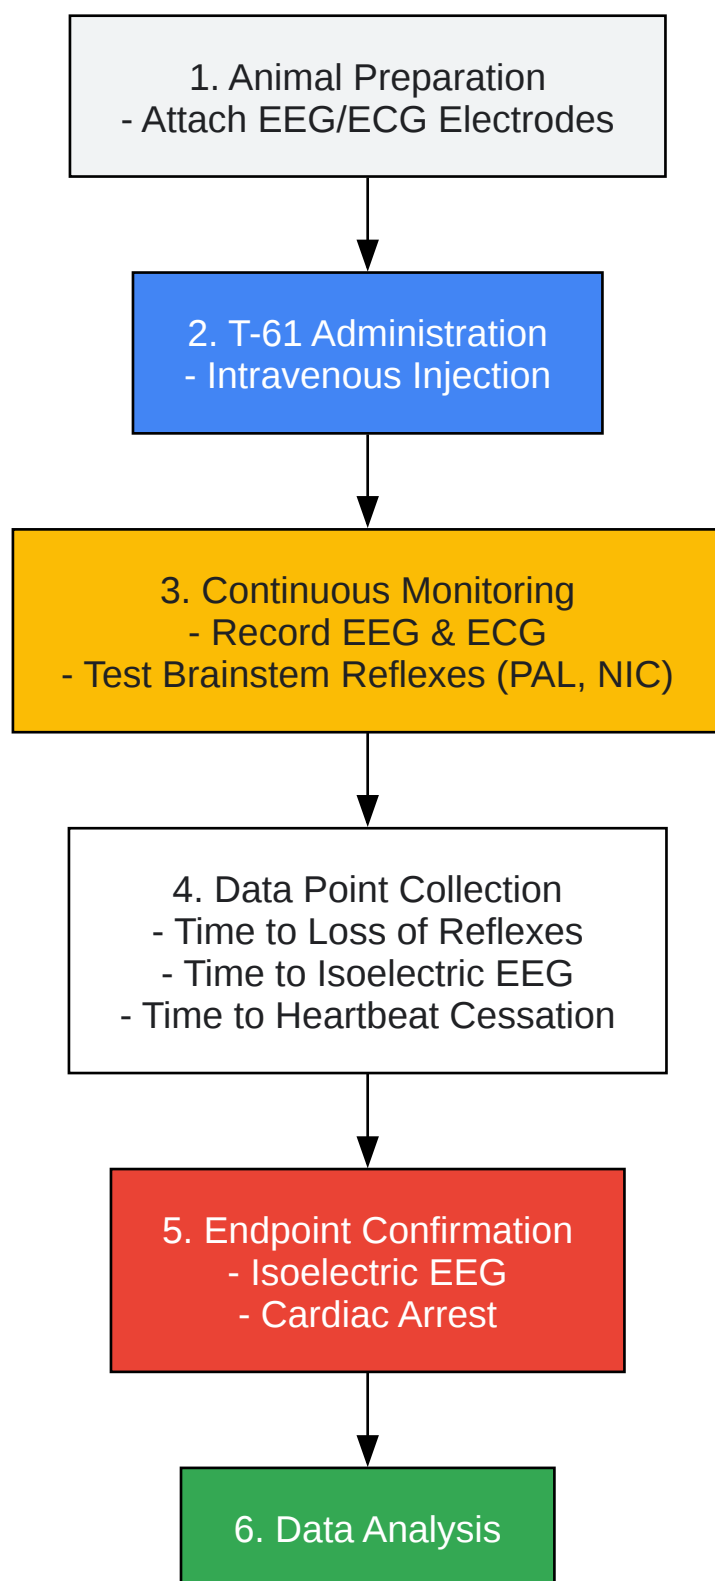 1. Animal Preparation
- Attach EEG/ECG Electrodes
2. T-61 Administration
- Intravenous Injection
3. Continuous Monitoring
- Record EEG & ECG
- Test Brainstem Reflexes (PAL, NIC)
4. Data Point Collection
- Time to Loss of Reflexes
- Time to Isoelectric EEG
- Time to Heartbeat Cessation
5. Endpoint Confirmation
- Isoelectric EEG
- Cardiac Arrest
6. Data Analysis